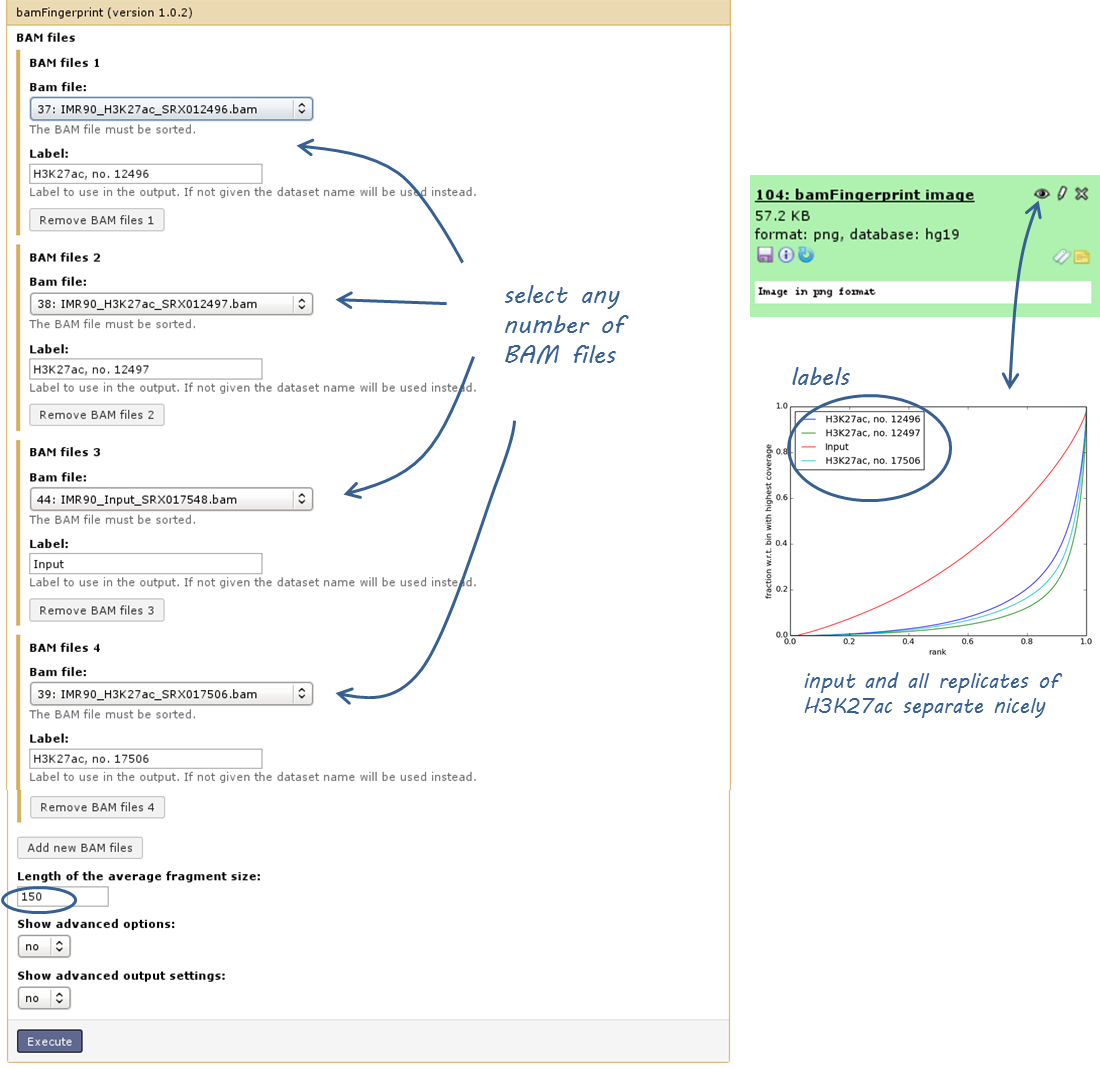 bamFingerprint (version 1.0.2)
BAM files
BAM files 1
Bam file:
37: IMR90_H3K27ac_SRX012496.bam
The BAM file must be sorted.
Label:
H3K27ac, no. 12496
Label to use in the output. If not given the dataset name will be used instead.
Remove BAM files 1
BAM files 2
Bam file:
38: IMR90_H3K27ac_SRX012497.bam
The BAM file must be sorted.
Label:
H3K27ac, no. 12497
Label to use in the output. If not given the dataset name will be used instead.
Remove BAM files 2
BAM files 3
Bam file:
44: IMR90_Input_SRX017548.bam
The BAM file must be sorted.
Label:
Input
Label to use in the output. If not given the dataset name will be used instead.
Remove BAM files 3
BAM files 4
Bam file:
39: IMR90_H3K27ac_SRX017506.bam
The BAM file must be sorted.
Label:
H3K27ac, no. 17506
Label to use in the output. If not given the dataset name will be used instead.
Remove BAM files 4
Add new BAM files
Length of the average fragment size:
150
Show advanced options:
no
Show advanced output settings:
no
Execute
select any
number of
BAM files
104: bamFingerprint image
57.2 KB
format: png, database: hg19
Image in png format
labels
H3K27ac, no. 12496
H3K27ac, no. 12497
Input
H3K27ac, no. 17506
fraction w.r.t. bin with highest coverage
1.0
0.8
0.6
0.4
0.2
0.0
0.0 0.2 0.4 0.6 0.8 1.0
rank
input and all replicates of
H3K27ac separate nicely